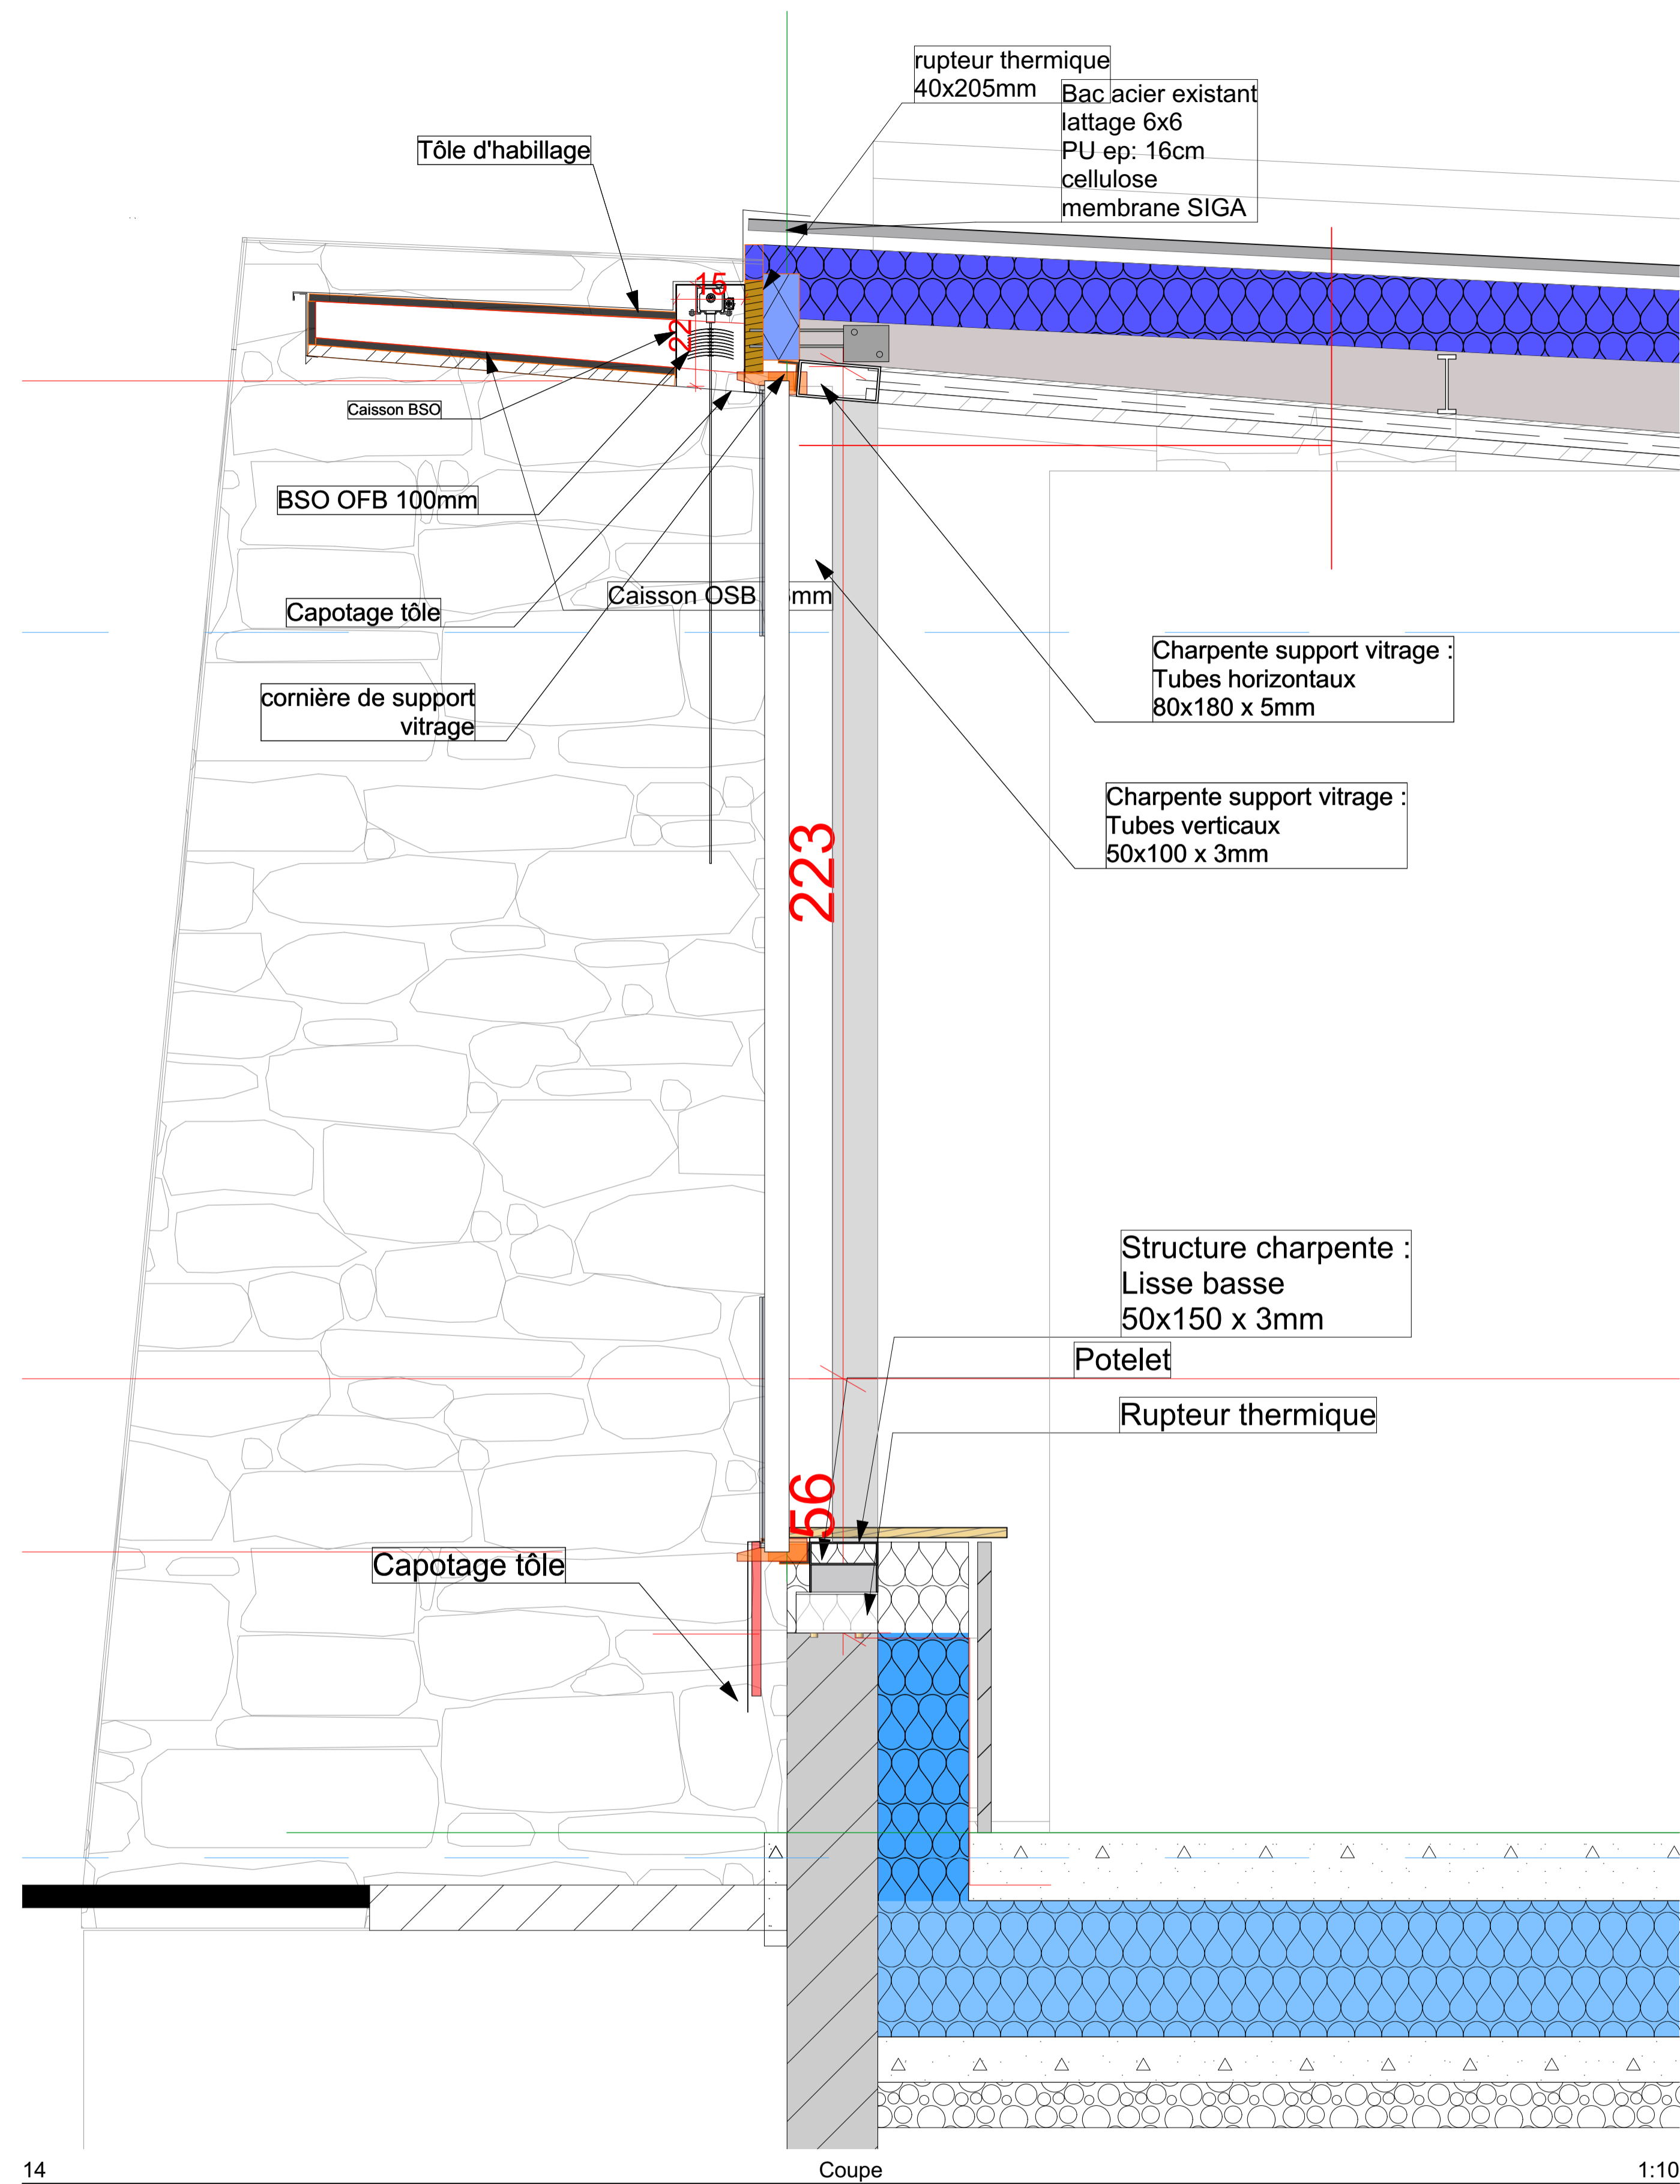 rupteur thermique
40x205mm
Bac acier existant
lattage 6x6
PU ep: 16cm
cellulose
membrane SIGA
Tôle d'habillage
15
22
Caisson BSO
BSO OFB 100mm
Caisson OSB
mm
Capotage tôle
cornière de support
vitrage
Charpente support vitrage :
Tubes horizontaux
80x180 x 5mm
Charpente support vitrage :
Tubes verticaux
50x100 x 3mm
223
Structure charpente :
Lisse basse
50x150 x 3mm
Potelet
Rupteur thermique
56
Capotage tôle
14
Coupe
1:10